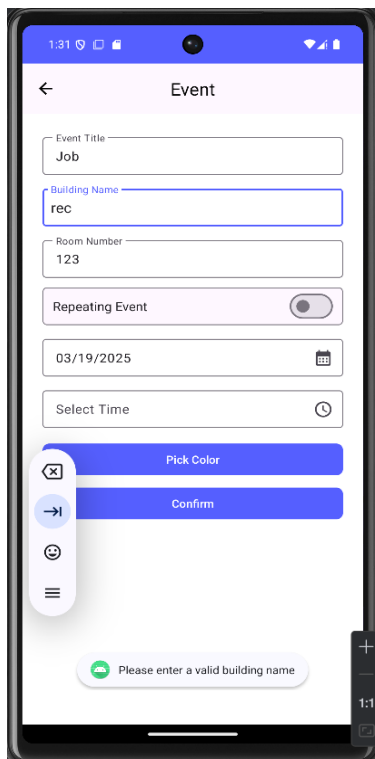 1:31
Event
Event Title
Job
Building Name
rec
Room Number
123
Repeating Event
03/19/2025
Select Time
Pick Color
Confirm
Please enter a valid building name
1:1